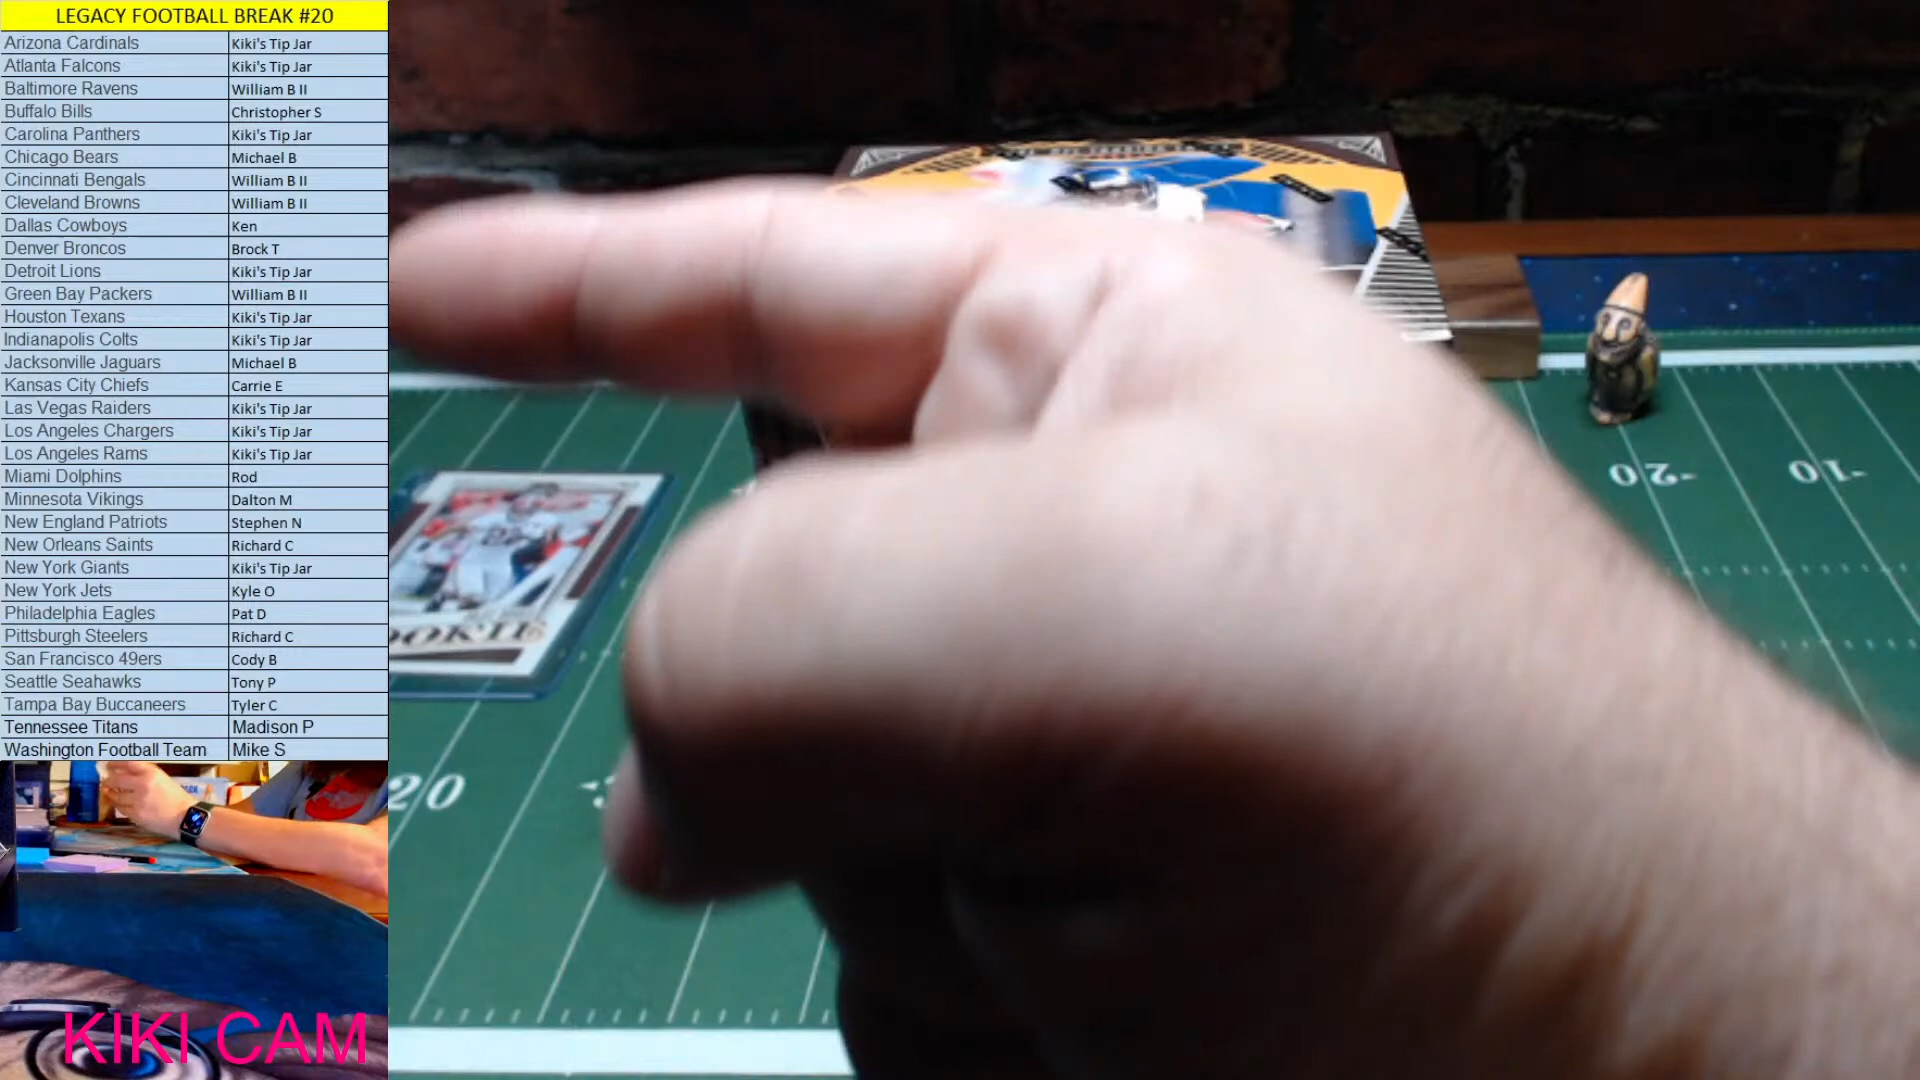 LEGACY FOOTBALL BREAK #20
Arizona Cardinals Kiki's Tip Jar
Atlanta Falcons Kiki's Tip Jar
Baltimore Ravens William B II
Buffalo Bills Christopher S
Carolina Panthers Kiki's Tip Jar
Chicago Bears Michael B
Cincinnati Bengals William B II
Cleveland Browns William B II
Dallas Cowboys Ken
Denver Broncos Brock T
Detroit Lions Kiki's Tip Jar
Green Bay Packers William B II
Houston Texans Kiki's Tip Jar
Indianapolis Colts Kiki's Tip Jar
Jacksonville Jaguars Michael B
Kansas City Chiefs Carrie E
Las Vegas Raiders Kiki's Tip Jar
Los Angeles Chargers Kiki's Tip Jar
Los Angeles Rams Kiki's Tip Jar
Miami Dolphins Rod
Minnesota Vikings Dalton M
New England Patriots Stephen N
New Orleans Saints Richard C
New York Giants Kiki's Tip Jar
New York Jets Kyle O
Philadelphia Eagles Pat D
Pittsburgh Steelers Richard C
San Francisco 49ers Cody B
Seattle Seahawks Tony P
Tampa Bay Buccaneers Tyler C
Tennessee Titans Madison P
Washington Football Team Mike S
KIKI CAM
20
20
10